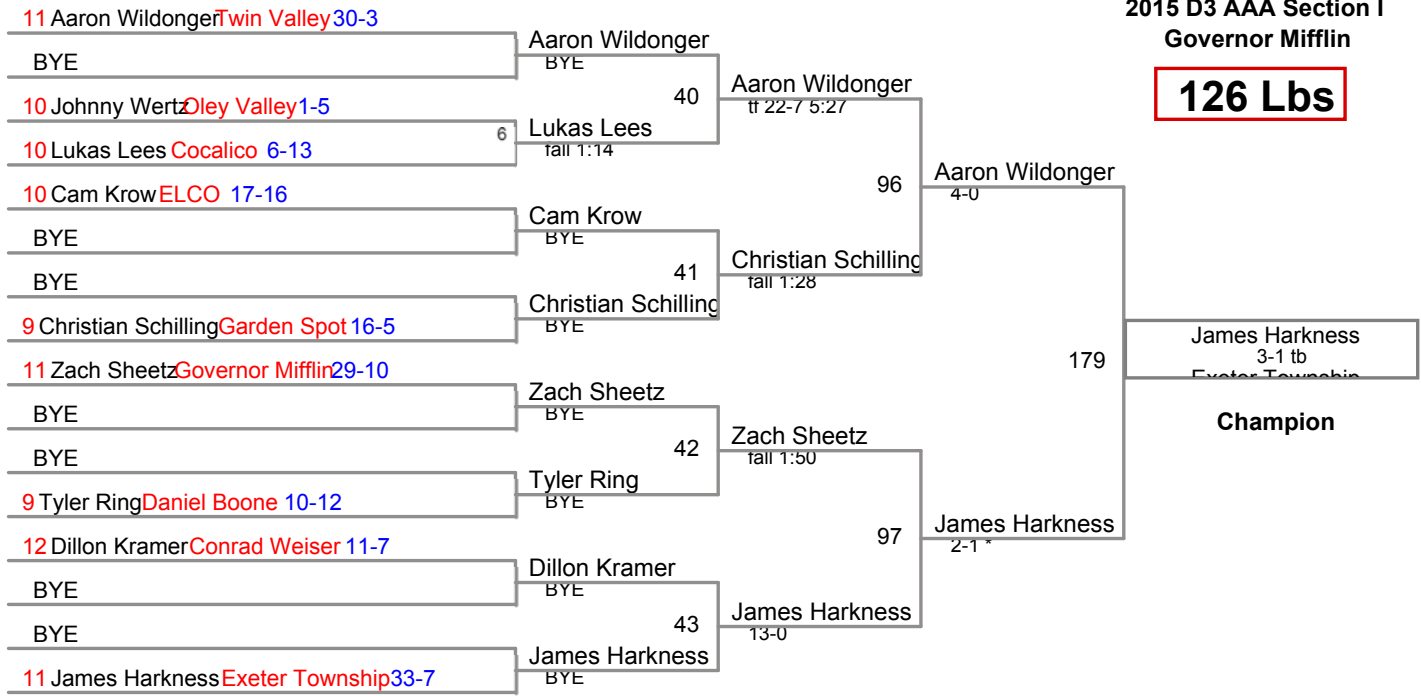 2015 D3 AAA Section I
Governor Mifflin
126 Lbs
11 Aaron Wildonger Twin Valley 30-3
BYE
10 Johnny Wertz Oley Valley 1-5
10 Lukas Lees Cocalico 6-13
10 Cam Krow ELCO 17-16
BYE
BYE
9 Christian Schilling Garden Spot 16-5
11 Zach Sheetz Governor Mifflin 29-10
BYE
BYE
9 Tyler Ring Daniel Boone 10-12
12 Dillon Kramer Conrad Weiser 11-7
BYE
BYE
11 James Harkness Exeter Township 33-7
6
Aaron Wildonger
BYE
Lukas Lees
fall 1:14
Cam Krow
BYE
Christian Schilling
BYE
Zach Sheetz
BYE
Tyler Ring
BYE
Dillon Kramer
BYE
James Harkness
BYE
40
41
42
43
Aaron Wildonger
tf 22-7 5:27
Christian Schilling
fall 1:28
Zach Sheetz
fall 1:50
James Harkness
13-0
96
97
Aaron Wildonger
4-0
James Harkness
2-1 *
179
James Harkness
3-1 tb
Exeter Township
Champion